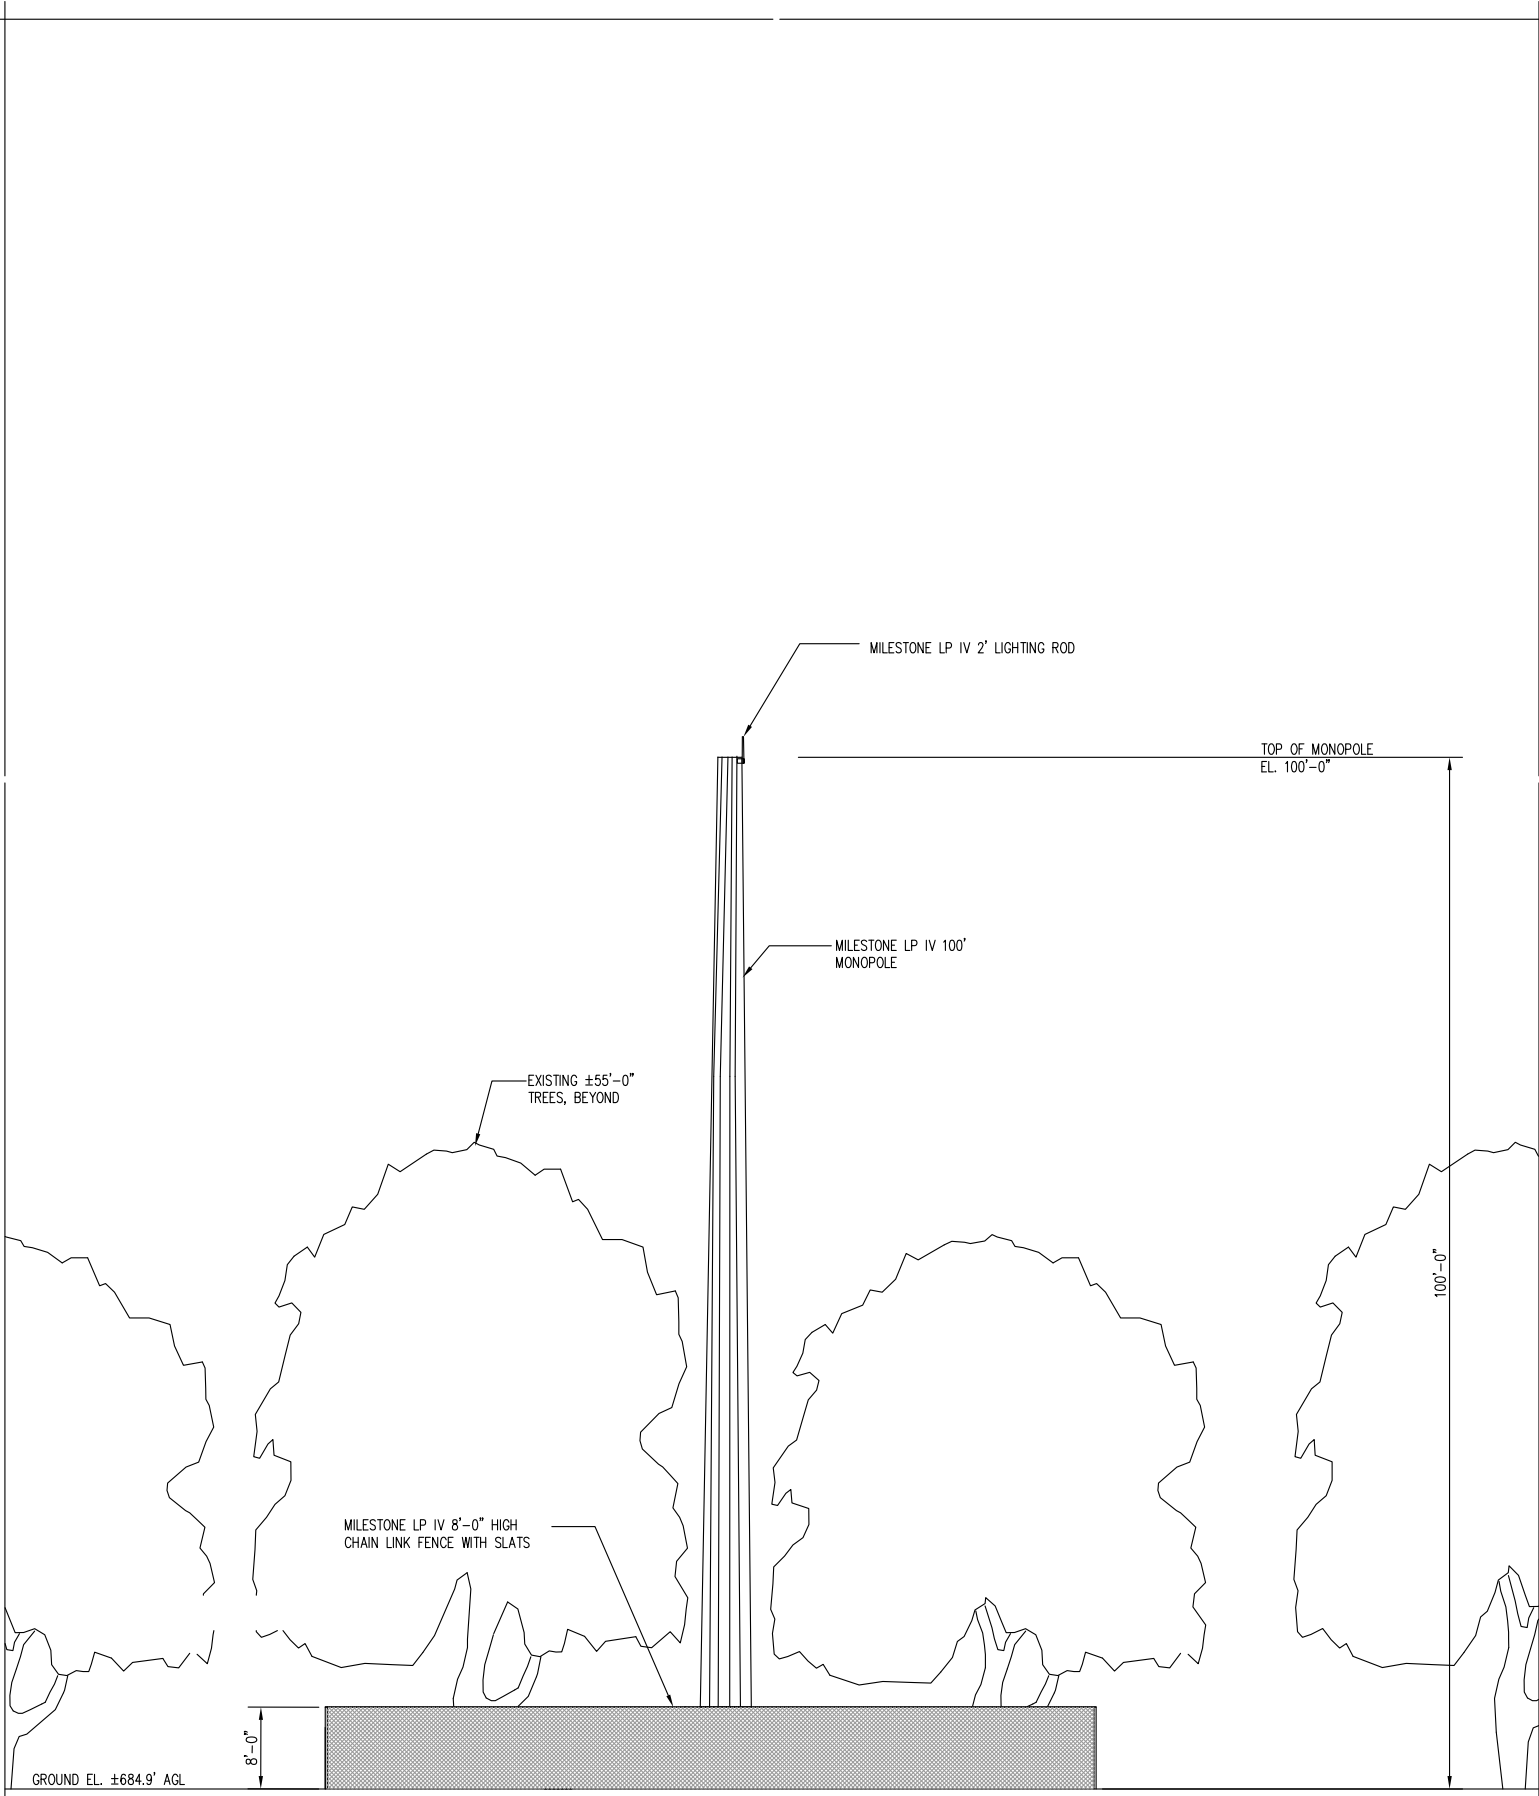 MILESTONE LP IV 2' LIGHTING ROD
TOP OF MONOPOLE
EL. 100'-0"
MILESTONE LP IV 100'
MONOPOLE
EXISTING ±55'-0"
TREES, BEYOND
100'-0"
MILESTONE LP IV 8'-0" HIGH
CHAIN LINK FENCE WITH SLATS
8'-0"
GROUND EL. ±684.9' AGL